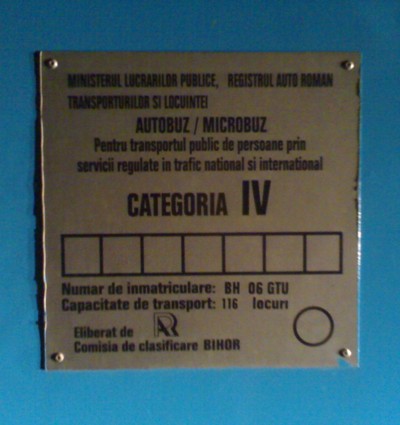 MINISTERUL LUCRARILOR PUBLICE, REGISTRUL AUTO ROMAN
TRANSPORTURILOR SI LOCUINTEI
AUTOBUZ / MICROBUZ
Pentru transportul public de persoane prin
servicii regulate in trafic national si international
CATEGORIA IV
Numar de inmatriculare: BH 06 GTU
Capacitate de transport: 116 locuri
Eliberat de R
Comisia de clasificare BIHOR